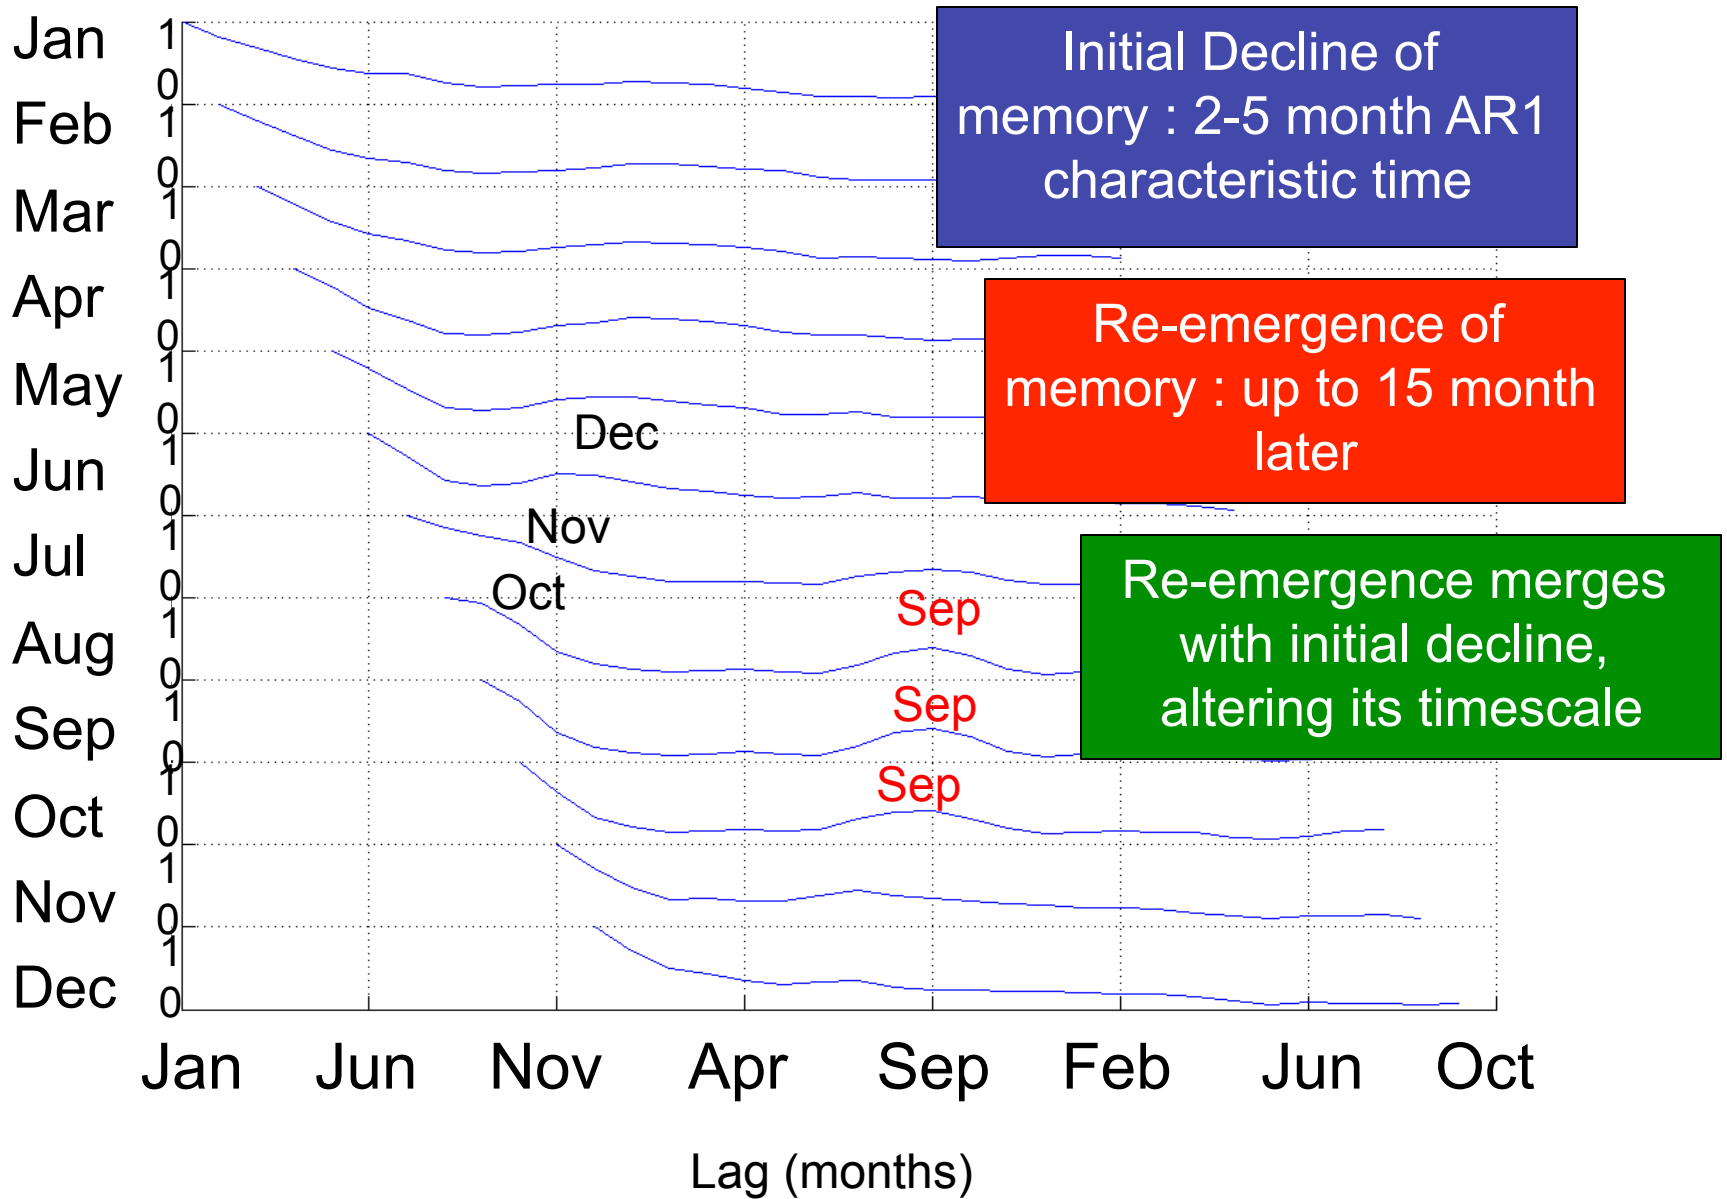 Jan
1
0
Feb
1
0
Mar
1
0
Apr
1
0
May
1
0
Jun
1
0
Jul
1
0
Aug
1
0
Sep
1
0
Oct
1
0
Nov
1
0
Dec
1
0
Initial Decline of
memory : 2-5 month AR1
characteristic time
Re-emergence of
memory : up to 15 month
later
Re-emergence merges
with initial decline,
altering its timescale
Dec
Nov
Oct
Sep
Sep
Sep
Jan Jun Nov Apr Sep Feb Jun Oct
Lag (months)